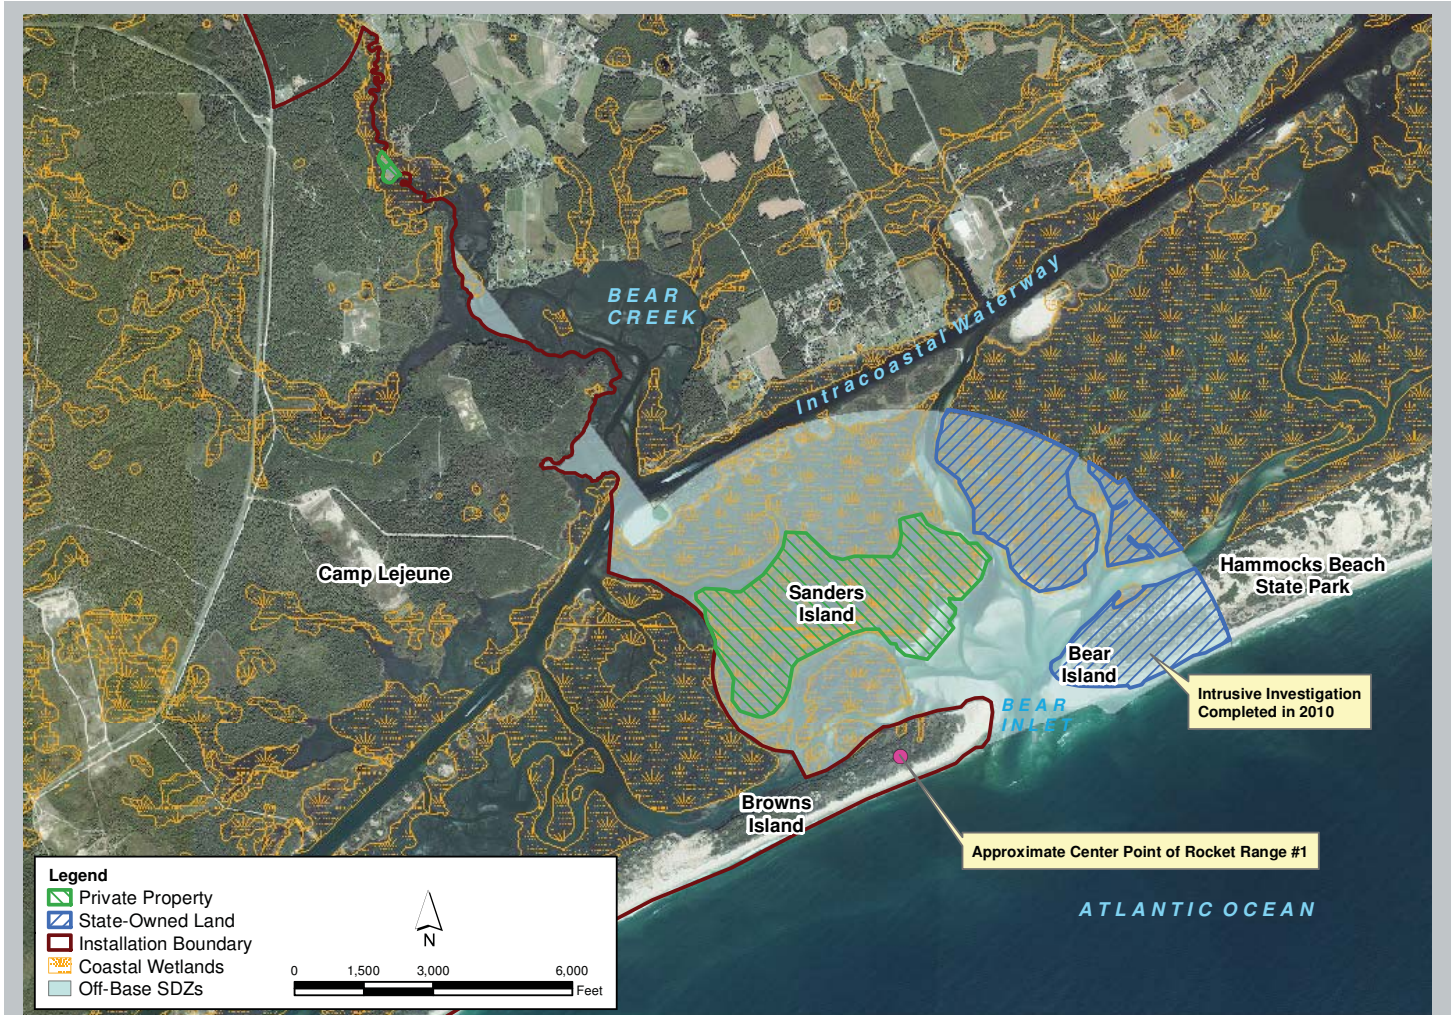 BEAR
CREEK
Intracoastal Waterway
Camp Lejeune
Sanders
Island
Hammocks Beach
State Park
Bear
Island
Intrusive Investigation
Completed in 2010
BEAR
INLET
Browns
Island
Approximate Center Point of Rocket Range #1
ATLANTIC OCEAN
Legend
Private Property
State-Owned Land
Installation Boundary
Coastal Wetlands
Off-Base SDZs
N
0 1,500 3,000 6,000
Feet